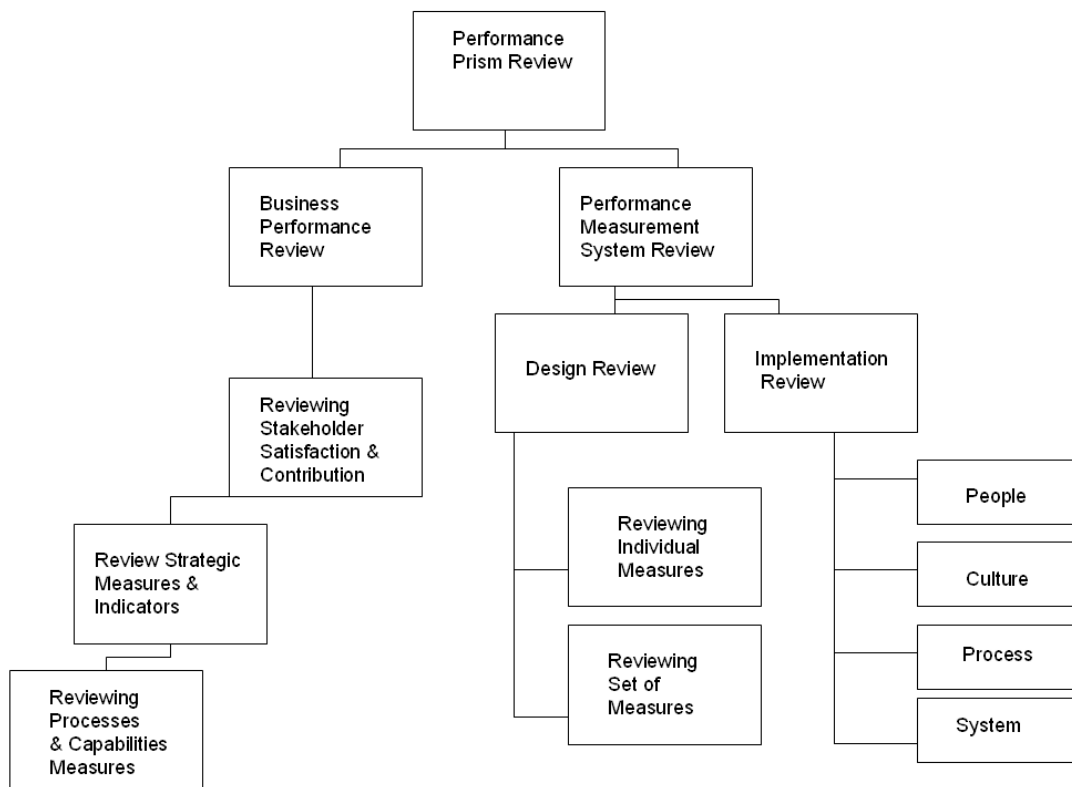 Performance
Prism Review
Business
Performance
Review
Performance
Measurement
System Review
Design Review
Implementation
Review
Reviewing
Stakeholder
Satisfaction &
Contribution
People
Reviewing
Individual
Measures
Review Strategic
Measures &
Indicators
Culture
Process
Reviewing
Set of
Measures
Reviewing
Processes
& Capabilities
Measures
System